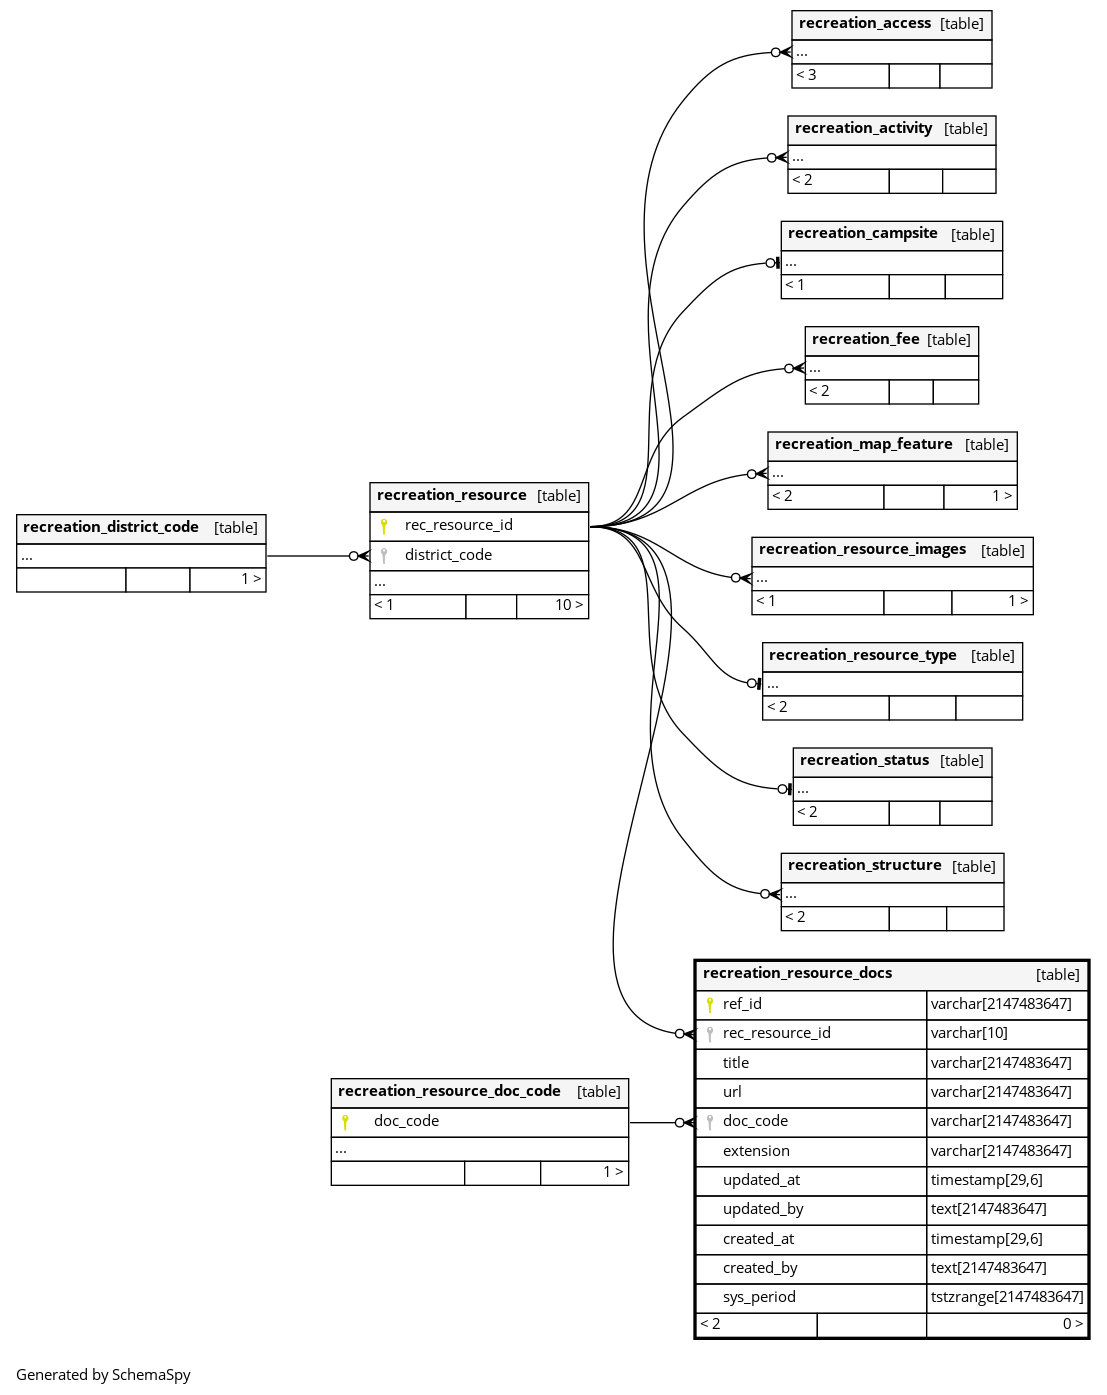 recreation_access [table]
...
< 3
recreation_activity [table]
...
< 2
recreation_campsite [table]
...
< 1
recreation_fee [table]
...
< 2
recreation_map_feature [table]
...
< 2 1 >
recreation_resource [table]
rec_resource_id
district_code
...
< 1 10 >
recreation_district_code [table]
...
1 >
recreation_resource_images [table]
...
< 1 1 >
recreation_resource_type [table]
...
< 2
recreation_status [table]
...
< 2
recreation_structure [table]
...
< 2
recreation_resource_docs [table]
ref_id varchar[2147483647]
rec_resource_id varchar[10]
title varchar[2147483647]
url varchar[2147483647]
doc_code varchar[2147483647]
extension varchar[2147483647]
updated_at timestamp[29,6]
updated_by text[2147483647]
created_at timestamp[29,6]
created_by text[2147483647]
sys_period tstzrange[2147483647]
< 2 0 >
recreation_resource_doc_code [table]
doc_code
...
1 >
Generated by SchemaSpy